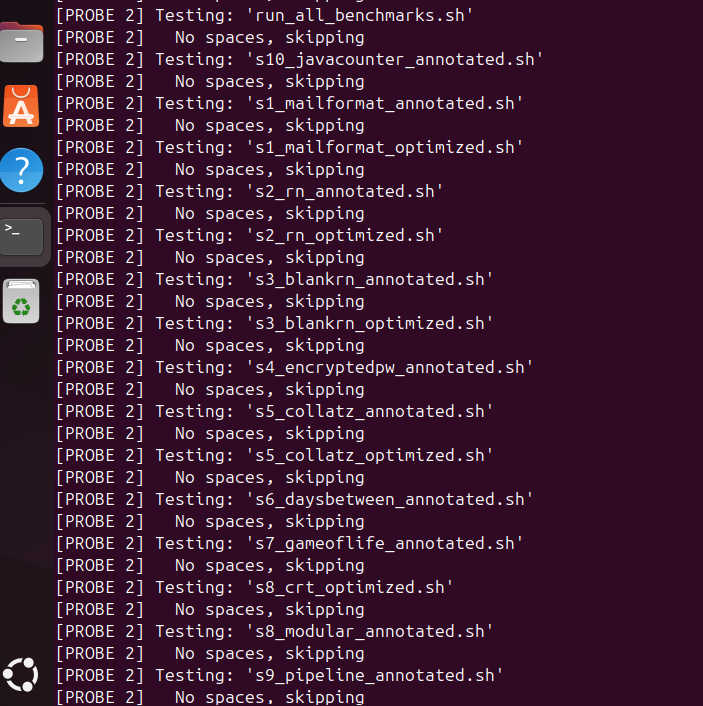 [PROBE 2] Testing: 'run_all_benchmarks.sh'
[PROBE 2]   No spaces, skipping
[PROBE 2] Testing: 's10_javacounter_annotated.sh'
[PROBE 2]   No spaces, skipping
[PROBE 2] Testing: 's1_mailformat_annotated.sh'
[PROBE 2]   No spaces, skipping
[PROBE 2] Testing: 's1_mailformat_optimized.sh'
[PROBE 2]   No spaces, skipping
[PROBE 2] Testing: 's2_rn_annotated.sh'
[PROBE 2]   No spaces, skipping
[PROBE 2] Testing: 's2_rn_optimized.sh'
[PROBE 2]   No spaces, skipping
[PROBE 2] Testing: 's3_blankrn_annotated.sh'
[PROBE 2]   No spaces, skipping
[PROBE 2] Testing: 's3_blankrn_optimized.sh'
[PROBE 2]   No spaces, skipping
[PROBE 2] Testing: 's4_encryptedpw_annotated.sh'
[PROBE 2]   No spaces, skipping
[PROBE 2] Testing: 's5_collatz_annotated.sh'
[PROBE 2]   No spaces, skipping
[PROBE 2] Testing: 's5_collatz_optimized.sh'
[PROBE 2]   No spaces, skipping
[PROBE 2] Testing: 's6_daysbetween_annotated.sh'
[PROBE 2]   No spaces, skipping
[PROBE 2] Testing: 's7_gameoflife_annotated.sh'
[PROBE 2]   No spaces, skipping
[PROBE 2] Testing: 's8_crt_optimized.sh'
[PROBE 2]   No spaces, skipping
[PROBE 2] Testing: 's8_modular_annotated.sh'
[PROBE 2]   No spaces, skipping
[PROBE 2] Testing: 's9_pipeline_annotated.sh'
[PROBE 2]   No spaces, skipping